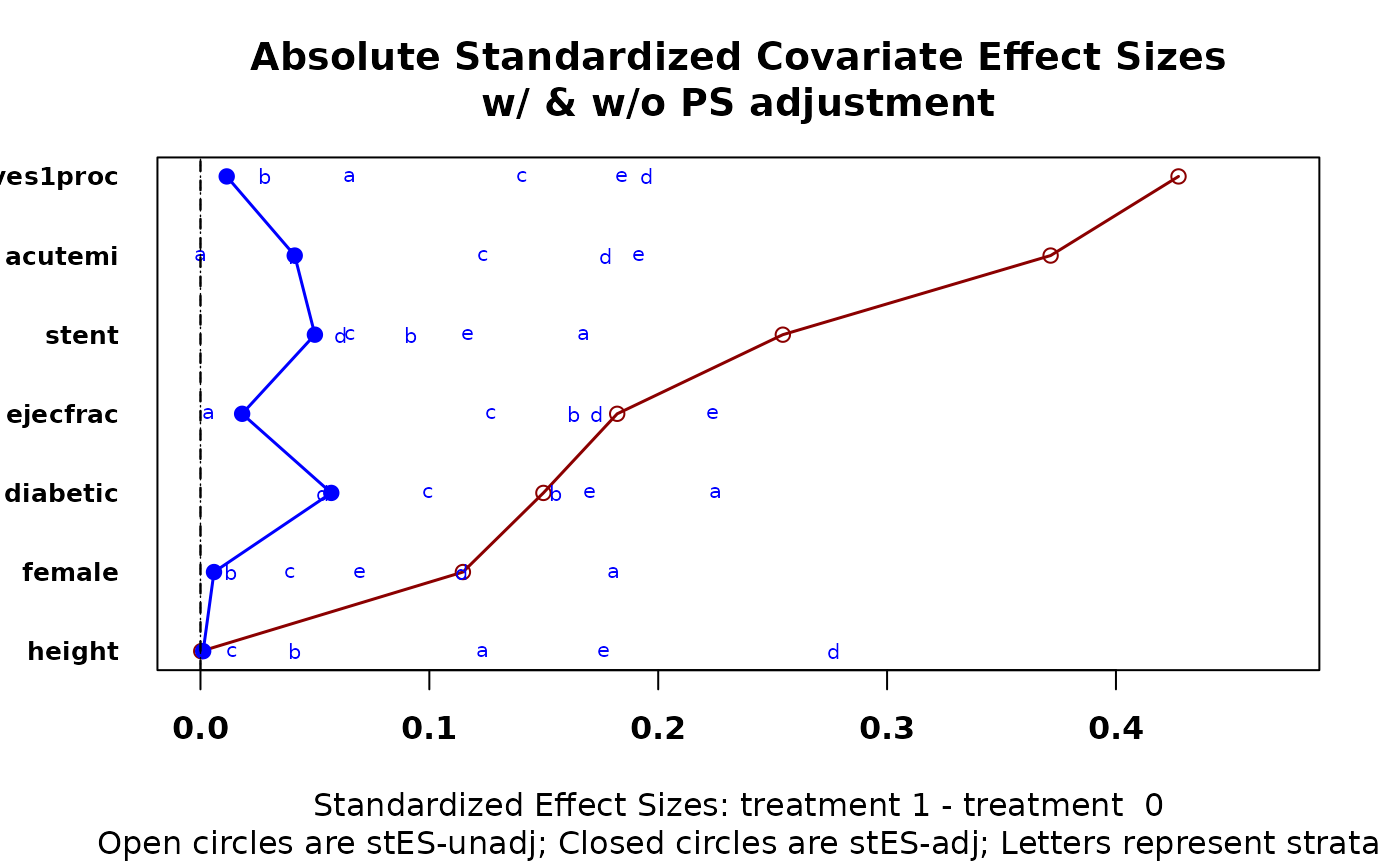 Absolute Standardized Covariate Effect Sizes
w/ & w/o PS adjustment
ves1proc b a c e d
acutemi a c d e
stent d c b e a
ejecfrac a c b d e
diabetic d c b e a
female b c e d a
height c b a e d
0.0 0.1 0.2 0.3 0.4
Standardized Effect Sizes: treatment 1 - treatment 0
Open circles are stES-unadj; Closed circles are stES-adj; Letters represent strata